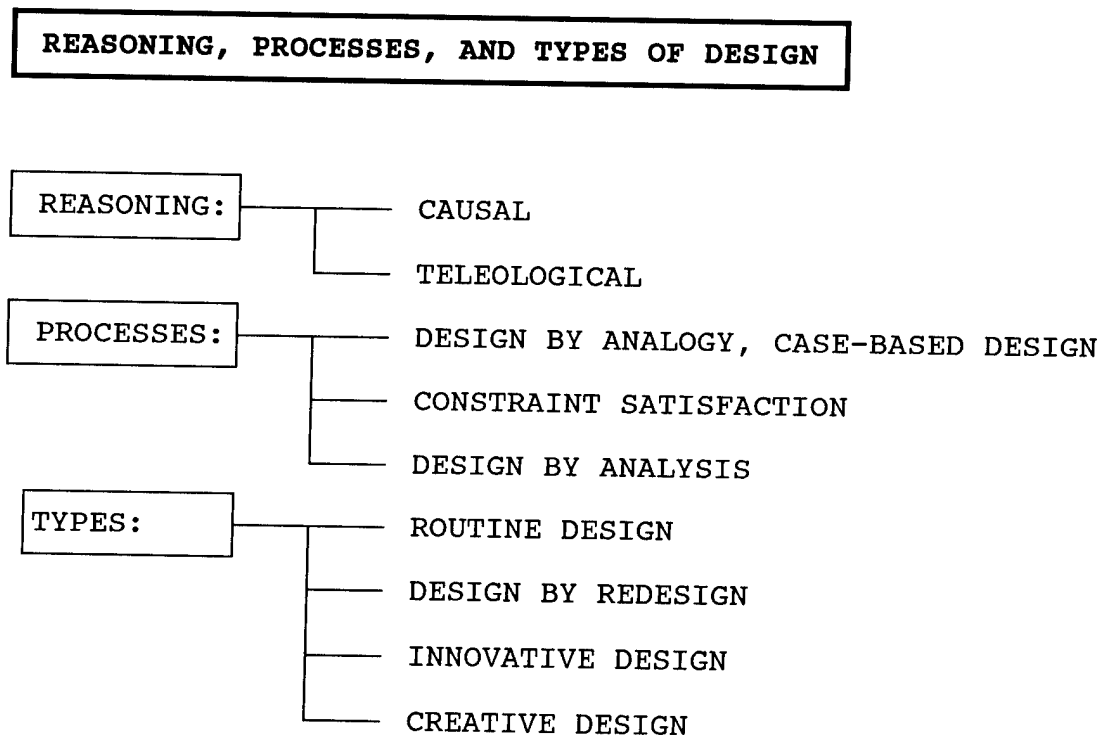 REASONING, PROCESSES, AND TYPES OF DESIGN
REASONING:
CAUSAL
TELEOLOGICAL
PROCESSES:
DESIGN BY ANALOGY, CASE-BASED DESIGN
CONSTRAINT SATISFACTION
DESIGN BY ANALYSIS
TYPES:
ROUTINE DESIGN
DESIGN BY REDESIGN
INNOVATIVE DESIGN
CREATIVE DESIGN